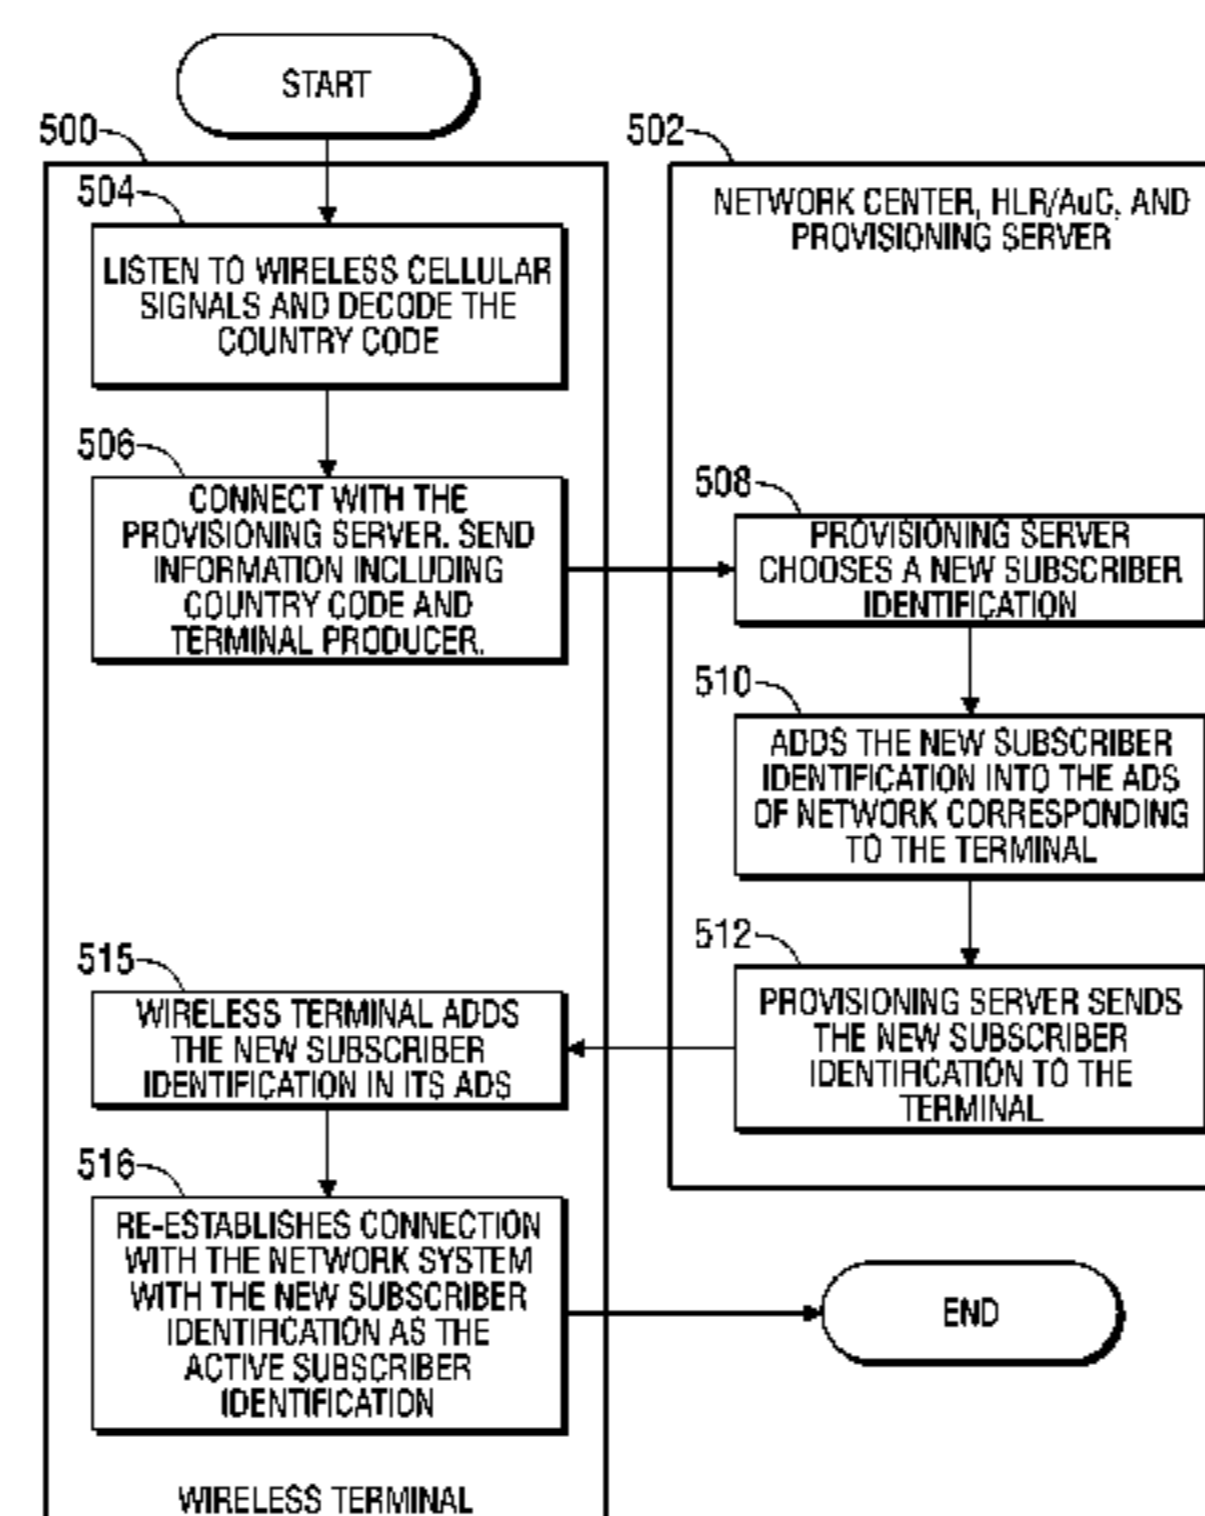 START
500
504
LISTEN TO WIRELESS CELLULAR
SIGNALS AND DECODE THE
COUNTRY CODE
506
CONNECT WITH THE
PROVISIONING SERVER. SEND
INFORMATION INCLUDING
COUNTRY CODE AND
TERMINAL PRODUCER.
502
NETWORK CENTER, HLR/AuC, AND
PROVISIONING SERVER
508
PROVISIONING SERVER
CHOOSES A NEW SUBSCRIBER
IDENTIFICATION
510
ADDS THE NEW SUBSCRIBER
IDENTIFICATION INTO THE ADS
OF NETWORK CORRESPONDING
TO THE TERMINAL
512
PROVISIONING SERVER SENDS
THE NEW SUBSCRIBER
IDENTIFICATION TO THE
TERMINAL
515
WIRELESS TERMINAL ADDS
THE NEW SUBSCRIBER
IDENTIFICATION IN ITS ADS
516
RE-ESTABLISHES CONNECTION
WITH THE NETWORK SYSTEM
WITH THE NEW SUBSCRIBER
IDENTIFICATION AS THE
ACTIVE SUBSCRIBER
IDENTIFICATION
END
WIRELESS TERMINAL